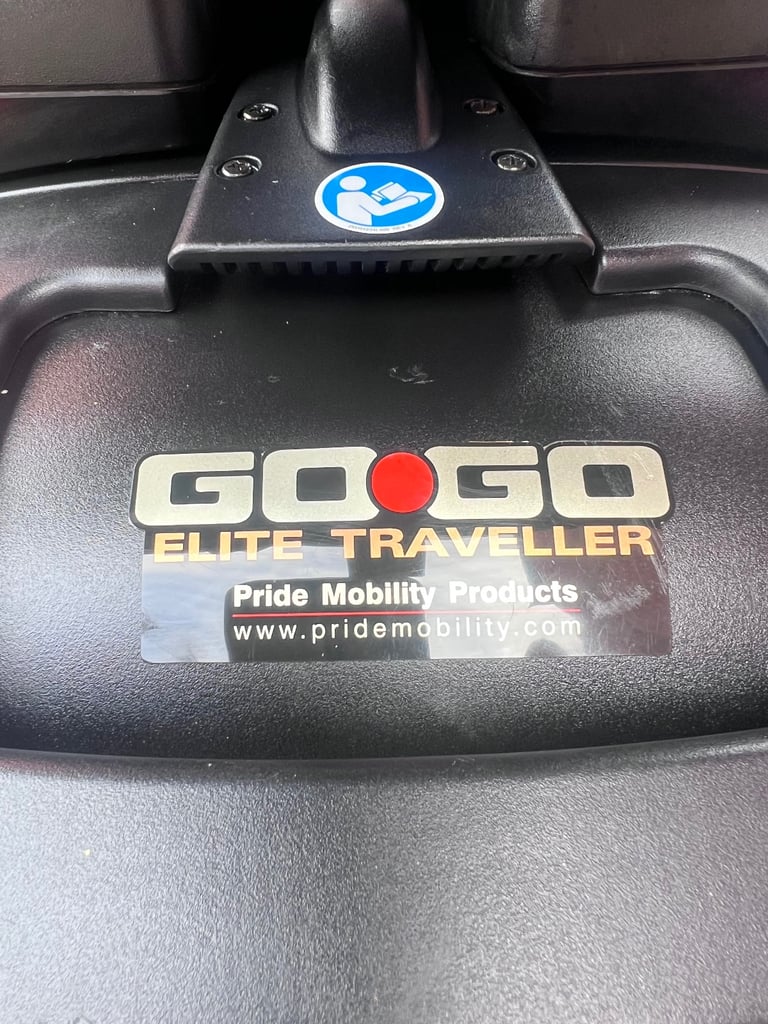 GO GO
ELITE TRAVELLER
Pride Mobility Products
www.pridemobility.com